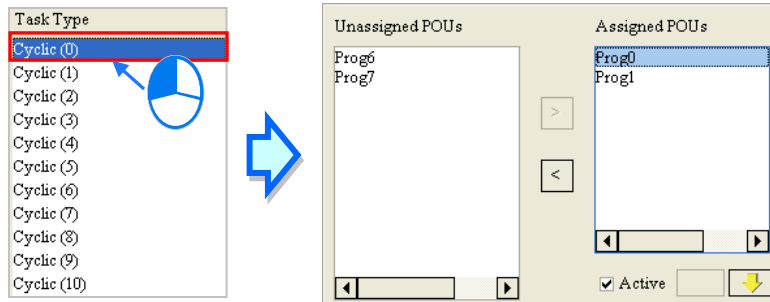 Task Type
Cyclic (0)
Cyclic (1)
Cyclic (2)
Cyclic (3)
Cyclic (4)
Cyclic (5)
Cyclic (6)
Cyclic (7)
Cyclic (8)
Cyclic (9)
Cyclic (10)
Unassigned POUs
Prog6
Prog7
>
<
Assigned POUs
Prog0
Prog1
Active